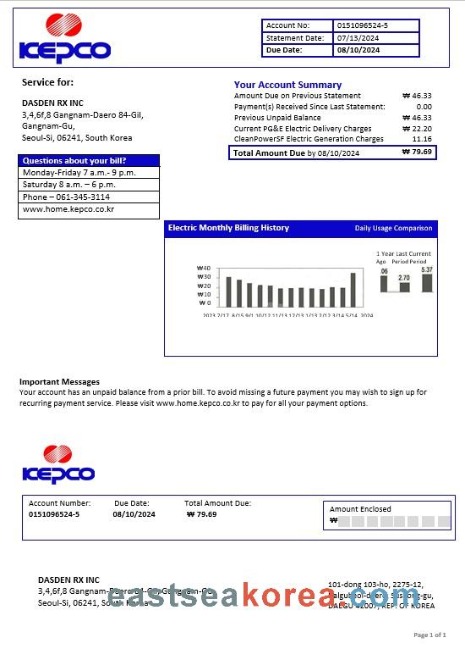 KEPCO
Account No: 0151096524-5
Statement Date: 07/13/2024
Due Date: 08/10/2024
Service for:
DASDEN RX INC
3,4,6f,8 Gangnam-Daero 84-Gil,
Gangnam-Gu,
Seoul-Si, 06241, South Korea
Your Account Summary
Amount Due on Previous Statement ₩ 46.33
Payment(s) Received Since Last Statement: 0.00
Previous Unpaid Balance ₩ 46.33
Current PG&E Electric Delivery Charges ₩ 22.20
CleanPowerSF Electric Generation Charges 11.16
Total Amount Due by 08/10/2024 ₩ 79.69
Questions about your bill?
Monday-Friday 7 a.m.- 9 p.m.
Saturday 8 a.m. – 6 p.m.
Phone – 061-345-3114
www.home.kepco.co.kr
Electric Monthly Billing History Daily Usage Comparison
1 Year Last Current
Age Period Period
₩40
₩30
₩20
₩10
₩ 0
.06 2.70 5.37
Important Messages
Your account has an unpaid balance from a prior bill. To avoid missing a future payment you may wish to sign up for
recurring payment service. Please visit www.home.kepco.co.kr to pay for all your payment options.
KEPCO
Account Number: Due Date: Total Amount Due:
0151096524-5 08/10/2024 ₩ 79.69
Amount Enclosed
₩
DASDEN RX INC
3,4,6f,8 Gangnam-Daero 84-Gil, Gangnam-Gu,
Seoul-Si, 06241, South Korea
101-dong 103-ho, 2275-12,
DAEGU 42007, REP. OF KOREA
eastseakorea.com
Page 1 of 1